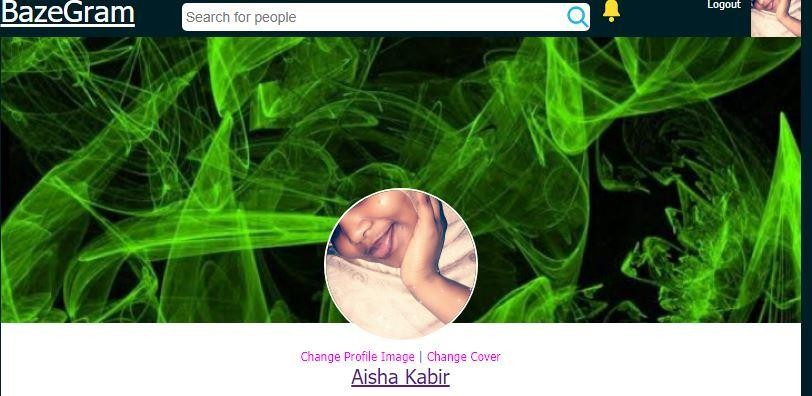 BazeGram Search for people Logout
Change Profile Image | Change Cover
Aisha Kabir